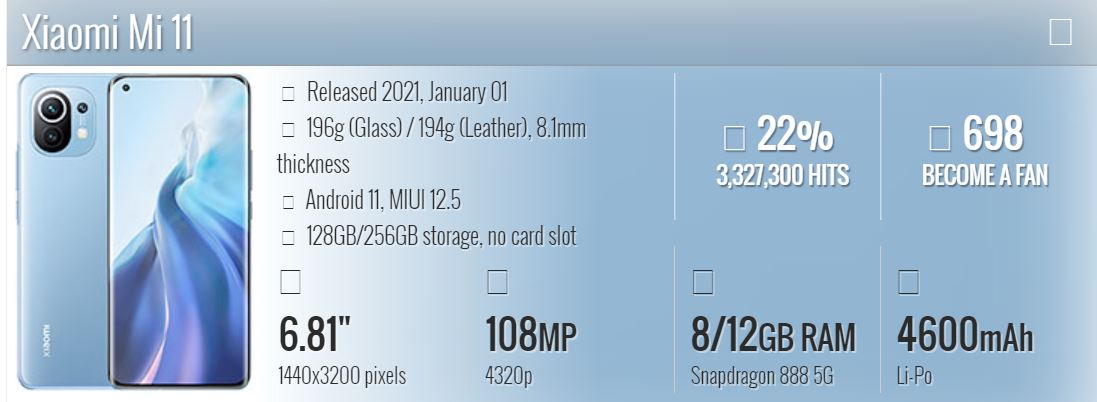 Xiaomi Mi 11
Released 2021, January 01
196g (Glass) / 194g (Leather), 8.1mm
thickness
Android 11, MIUI 12.5
128GB/256GB storage, no card slot
22%
3,327,300 HITS
698
BECOME A FAN
6.81"
1440x3200 pixels
108MP
4320p
8/12GB RAM
Snapdragon 888 5G
4600mAh
Li-Po
xiaomi